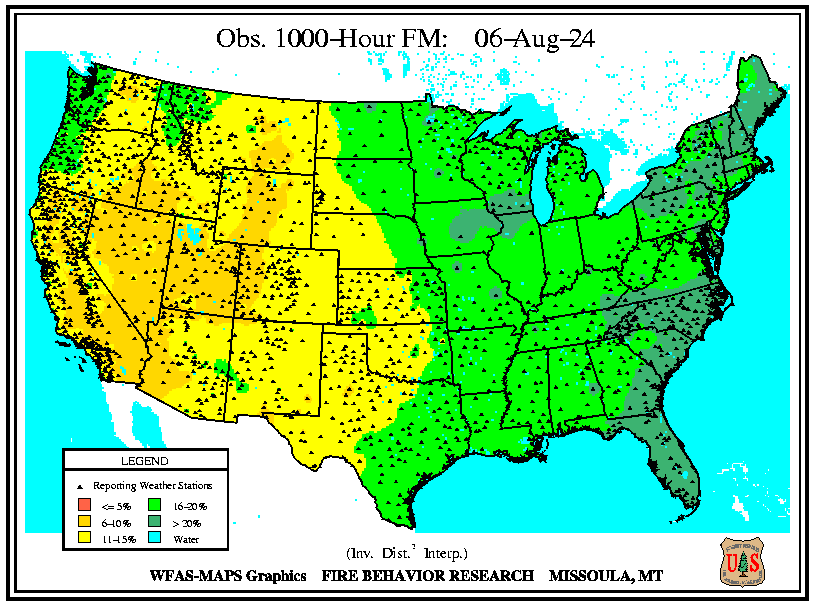 Obs. 1000-Hour FM: 06-Aug-24
LEGEND
Reporting Weather Stations
<= 5% 16-20%
6-10% > 20%
11-15% Water
(Inv. Dist.² Interp.)
WFAS-MAPS Graphics FIRE BEHAVIOR RESEARCH MISSOULA, MT
U S